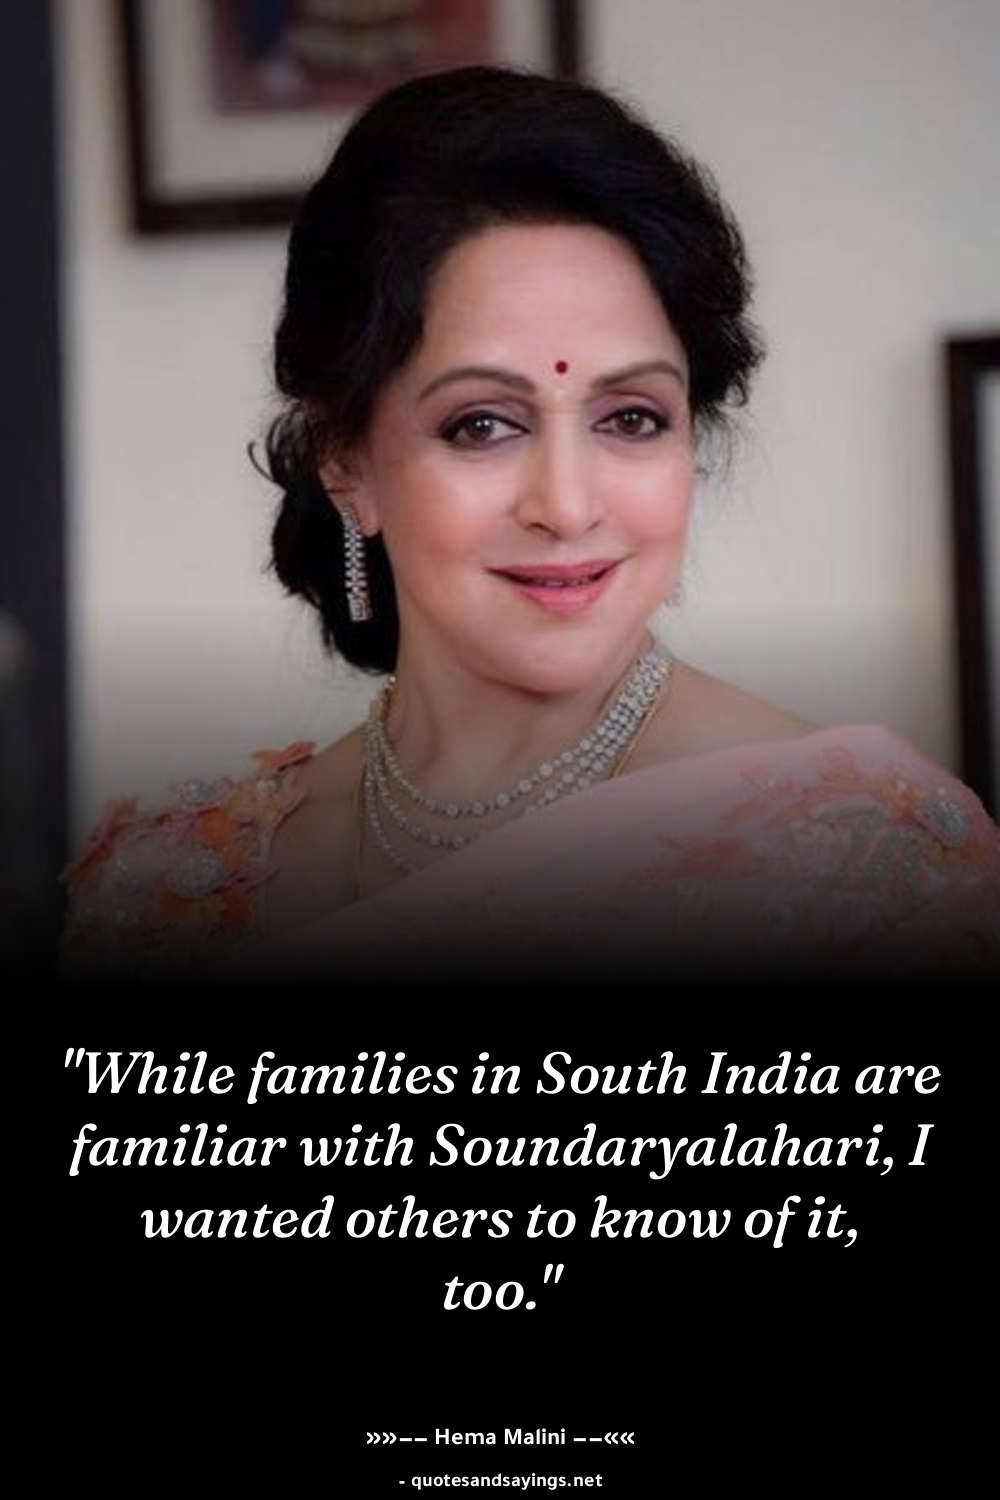 "While families in South India are
familiar with Soundaryalahari, I
wanted others to know of it,
too."
»»–– Hema Malini ––««
- quotesandsayings.net